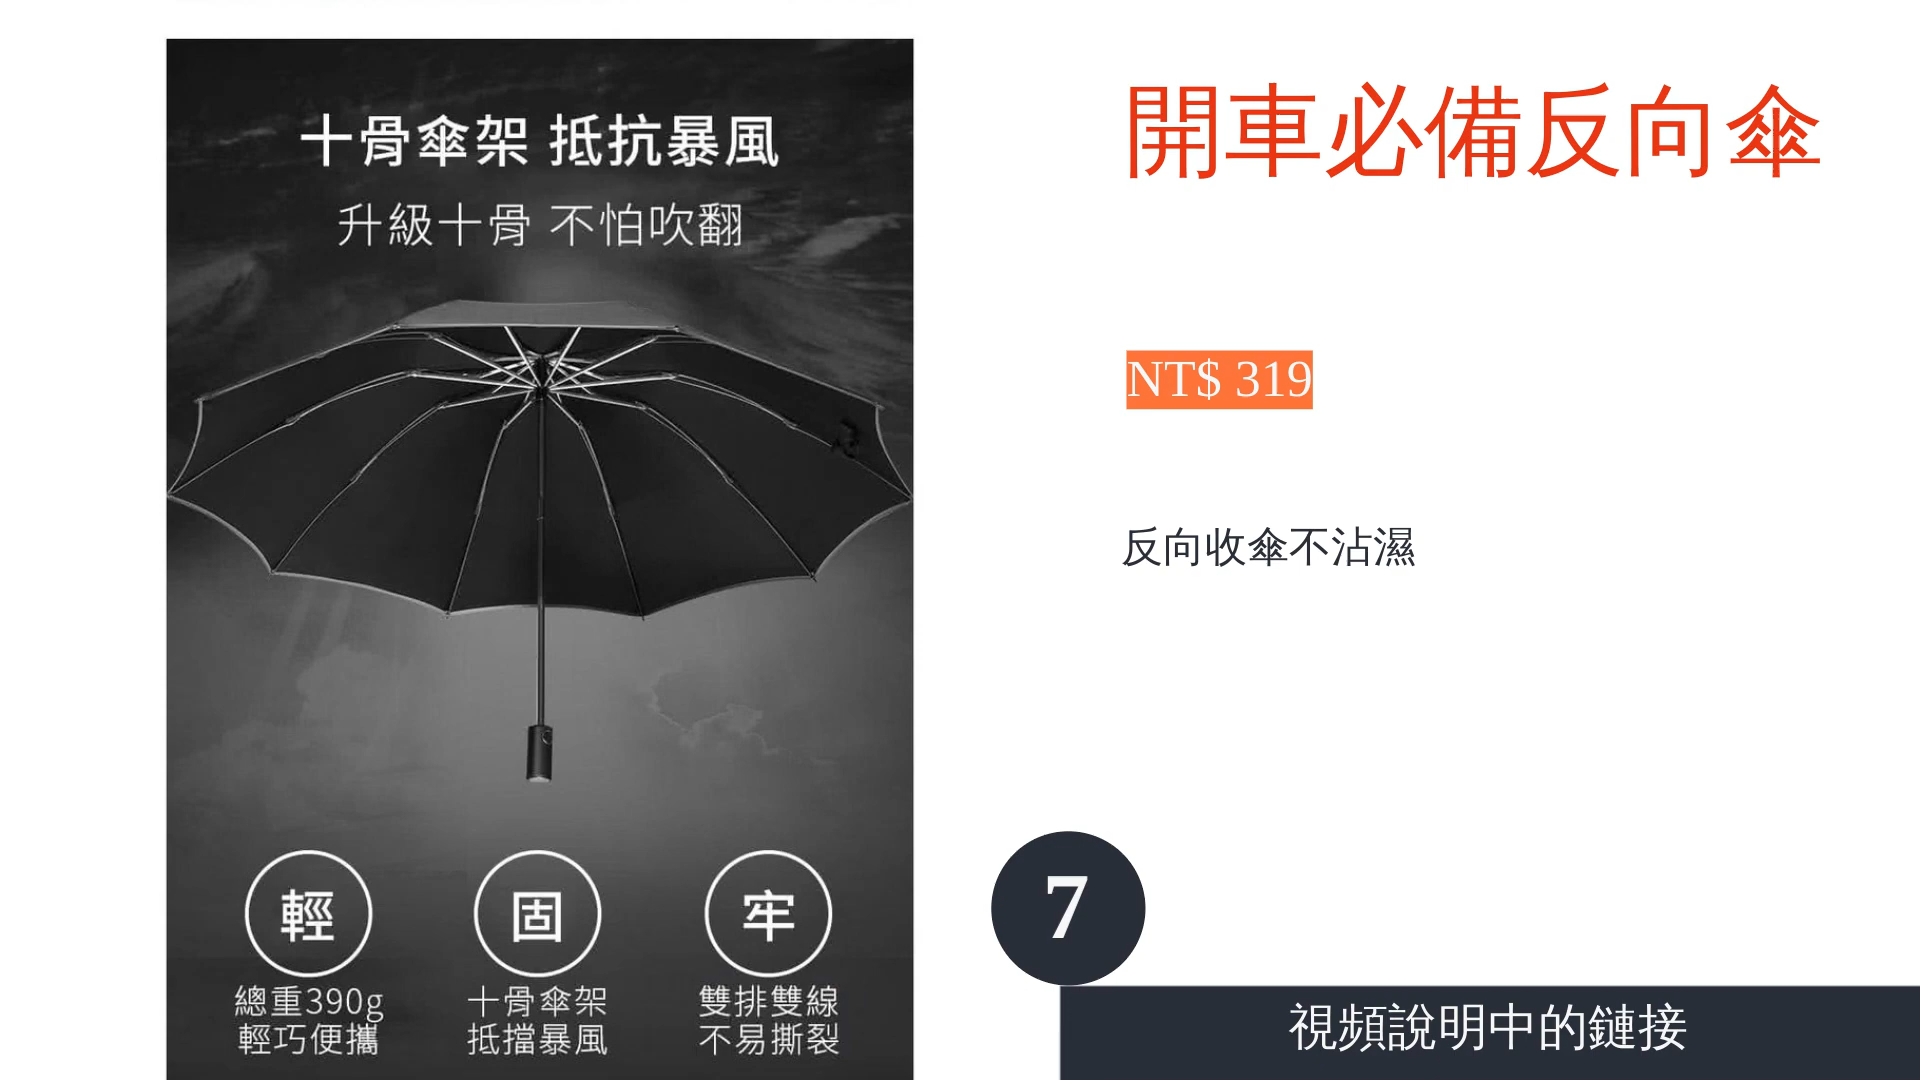 十骨傘架 抵抗暴風
升級十骨 不怕吹翻
輕
總重390g
輕巧便攜
固
十骨傘架
抵擋暴風
牢
雙排雙線
不易撕裂
開車必備反向傘
NT$ 319
反向收傘不沾濕
7
視頻說明中的鏈接